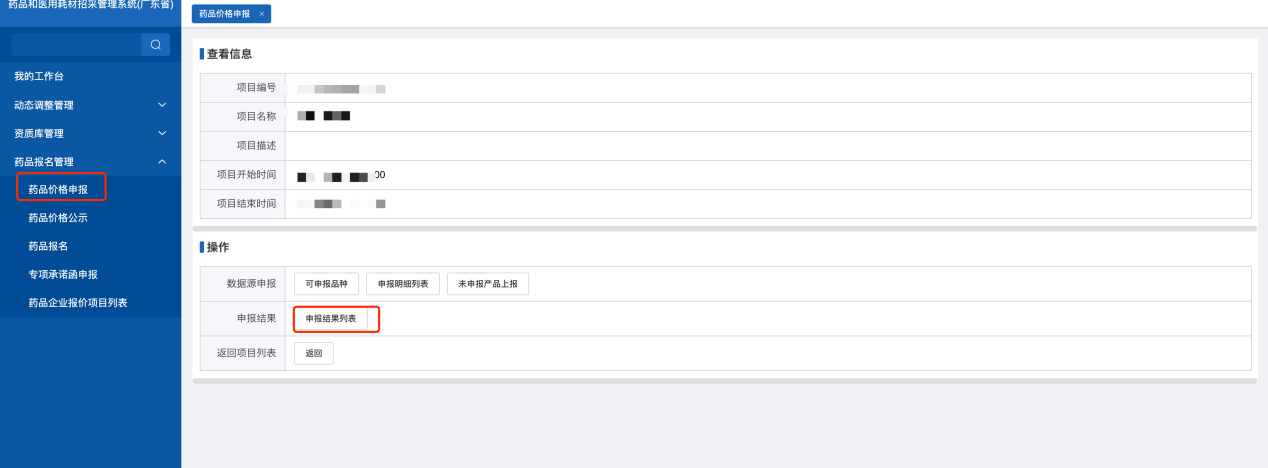 药品和医用耗材招采管理系统(广东省)
药品价格申报 ×
我的工作台
动态调整管理
资质库管理
药品报名管理
药品价格申报
药品价格公示
药品报名
专项承诺函申报
药品企业报价项目列表
查看信息
项目编号
项目名称
项目描述
项目开始时间 00
项目结束时间
操作
数据源申报 可申报品种 申报明细列表 未申报产品上报
申报结果 申报结果列表
返回项目列表 返回